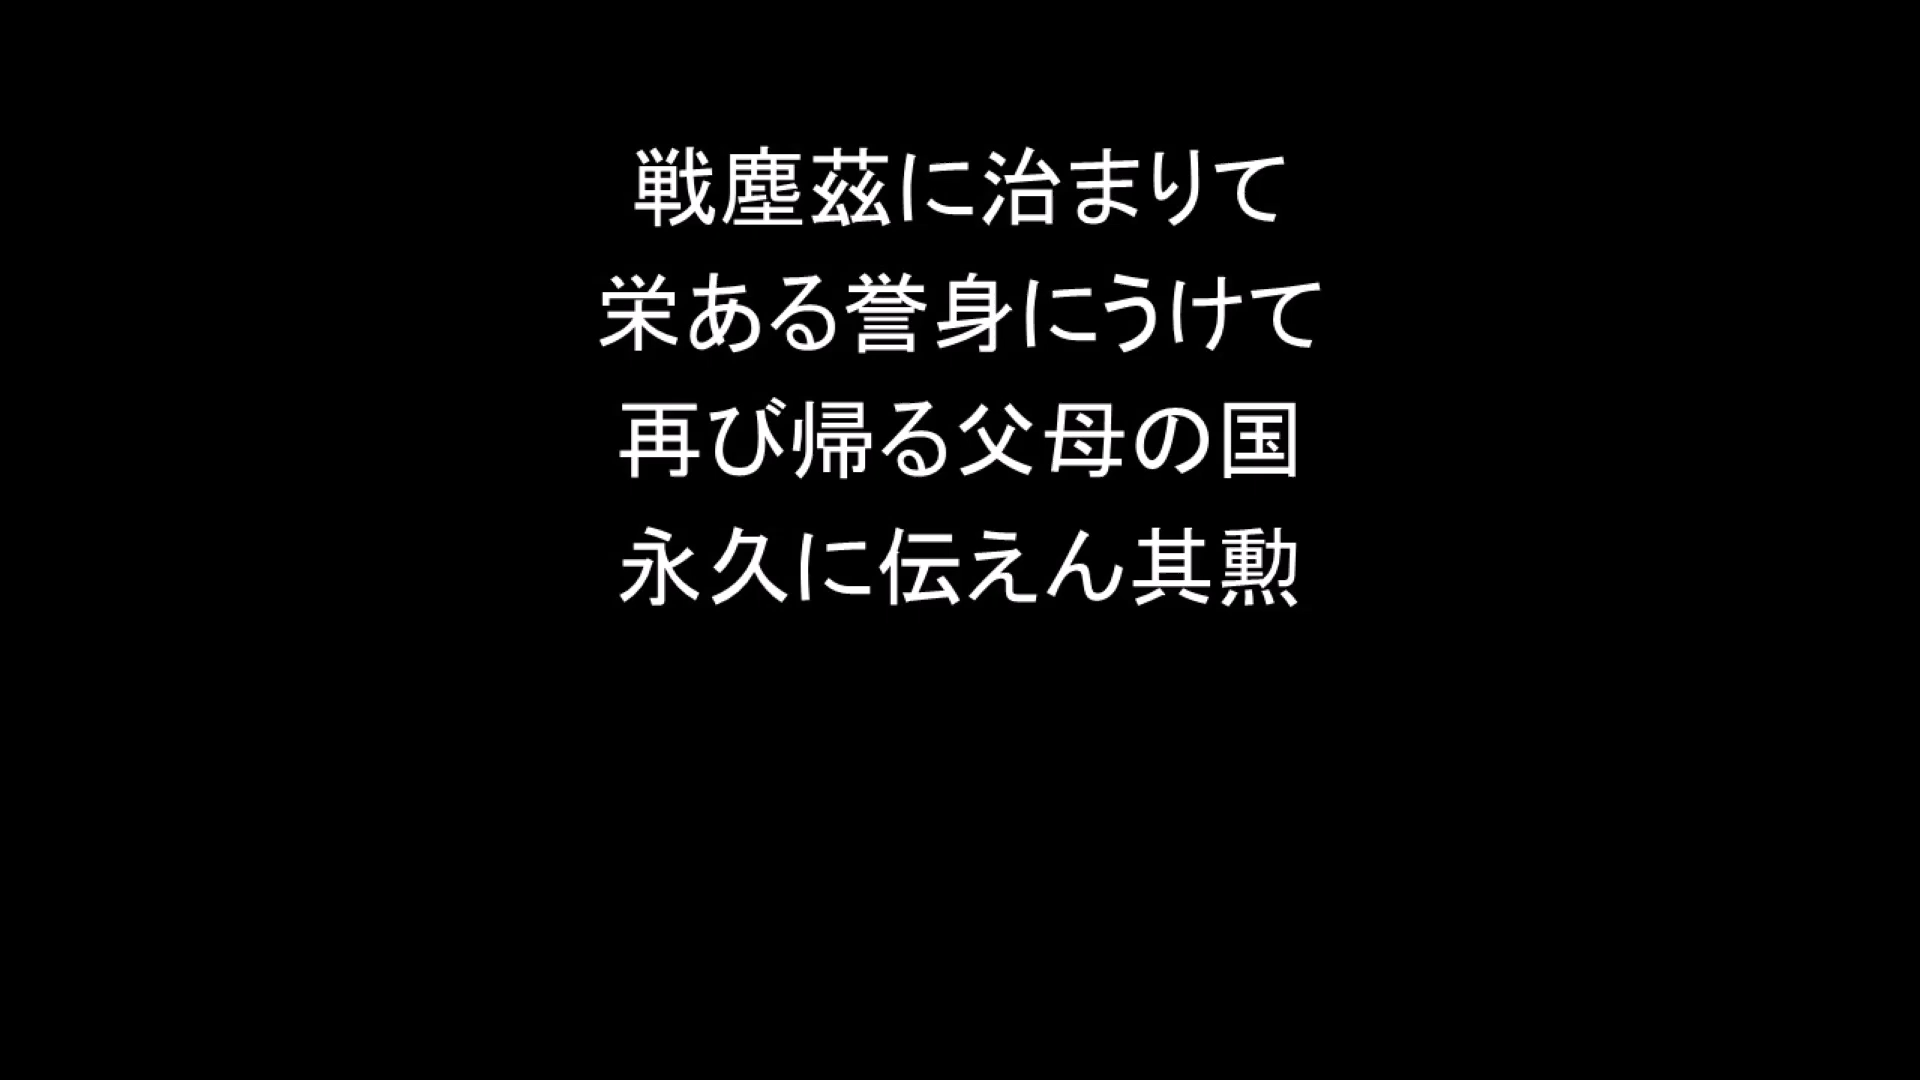 戦塵茲に治まりて
栄ある誉身にうけて
再び帰る父母の国
永久に伝えん其勲